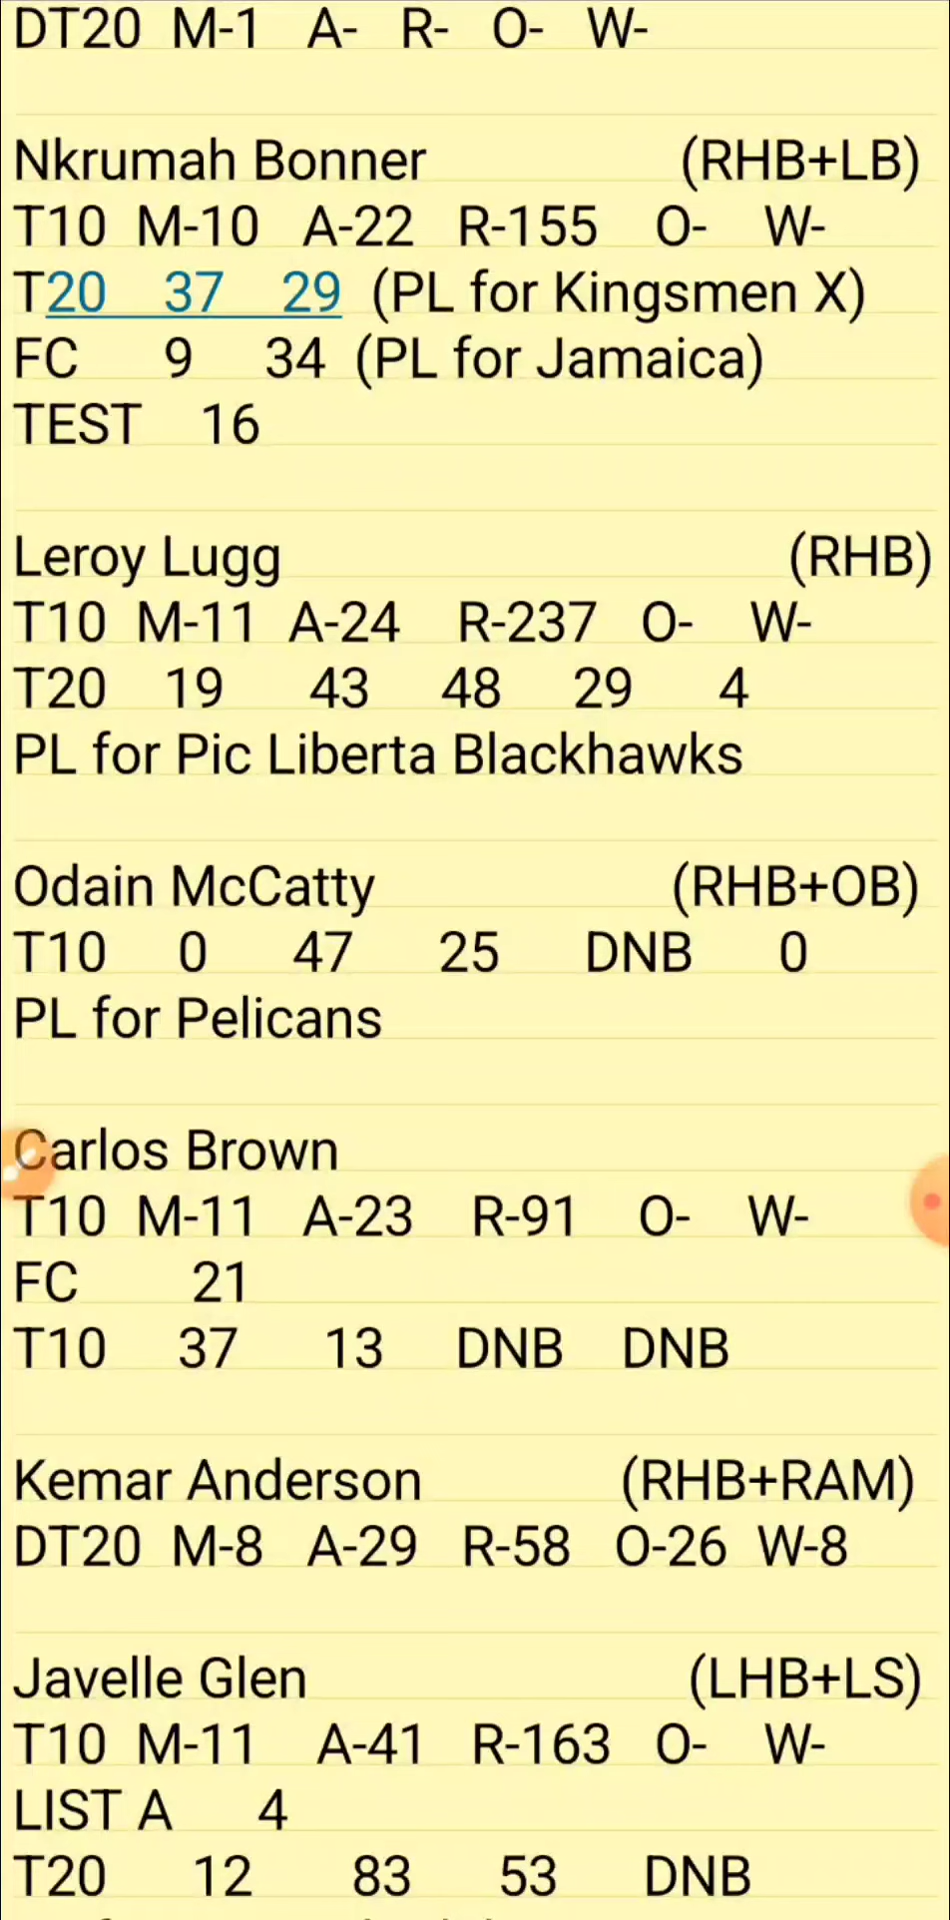 DT20 M-1 A- R- O- W-
Nkrumah Bonner (RHB+LB)
T10 M-10 A-22 R-155 O- W-
T20 37 29 (PL for Kingsmen X)
FC 9 34 (PL for Jamaica)
TEST 16
Leroy Lugg (RHB)
T10 M-11 A-24 R-237 O- W-
T20 19 43 48 29 4
PL for Pic Liberta Blackhawks
Odain McCatty (RHB+OB)
T10 0 47 25 DNB 0
PL for Pelicans
Carlos Brown
T10 M-11 A-23 R-91 O- W-
FC 21
T10 37 13 DNB DNB
Kemar Anderson (RHB+RAM)
DT20 M-8 A-29 R-58 O-26 W-8
Javelle Glen (LHB+LS)
T10 M-11 A-41 R-163 O- W-
LIST A 4
T20 12 83 53 DNB